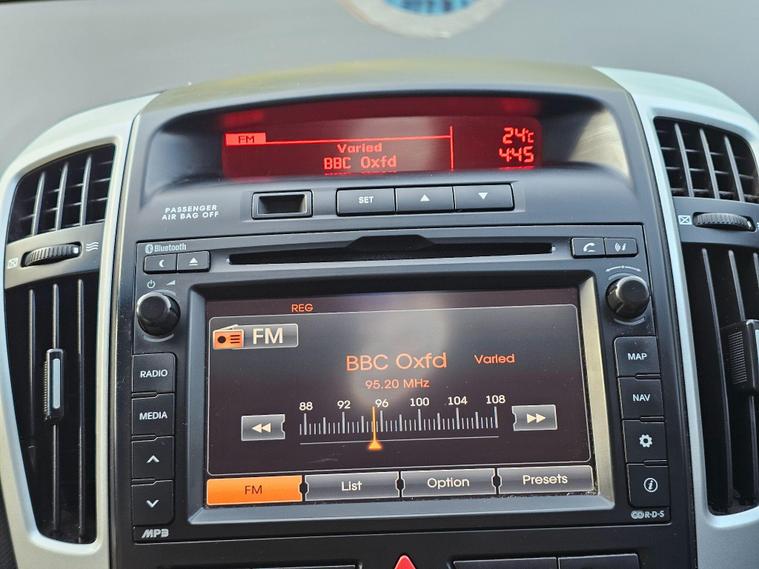 FM
Varied
BBC Oxfd
24°C
4:45
PASSENGER
AIR BAG OFF
SET
Bluetooth
REG
FM
BBC Oxfd
Varied
95.20 MHz
88 92 96 100 104 108
RADIO
MEDIA
MAP
NAV
FM
List
Option
Presets
MP3
R·D·S